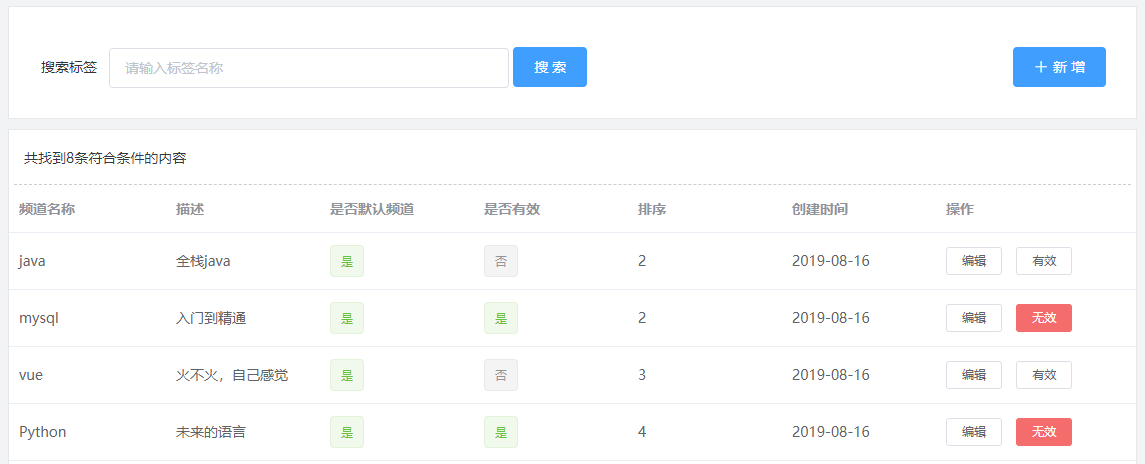 搜索标签 请输入标签名称 搜 索 + 新 增
共找到8条符合条件的内容
频道名称 描述 是否默认频道 是否有效 排序 创建时间 操作
java 全栈java 是 否 2 2019-08-16 编辑 有效
mysql 入门到精通 是 是 2 2019-08-16 编辑 无效
vue 火不火，自己感觉 是 否 3 2019-08-16 编辑 有效
Python 未来的语言 是 是 4 2019-08-16 编辑 无效